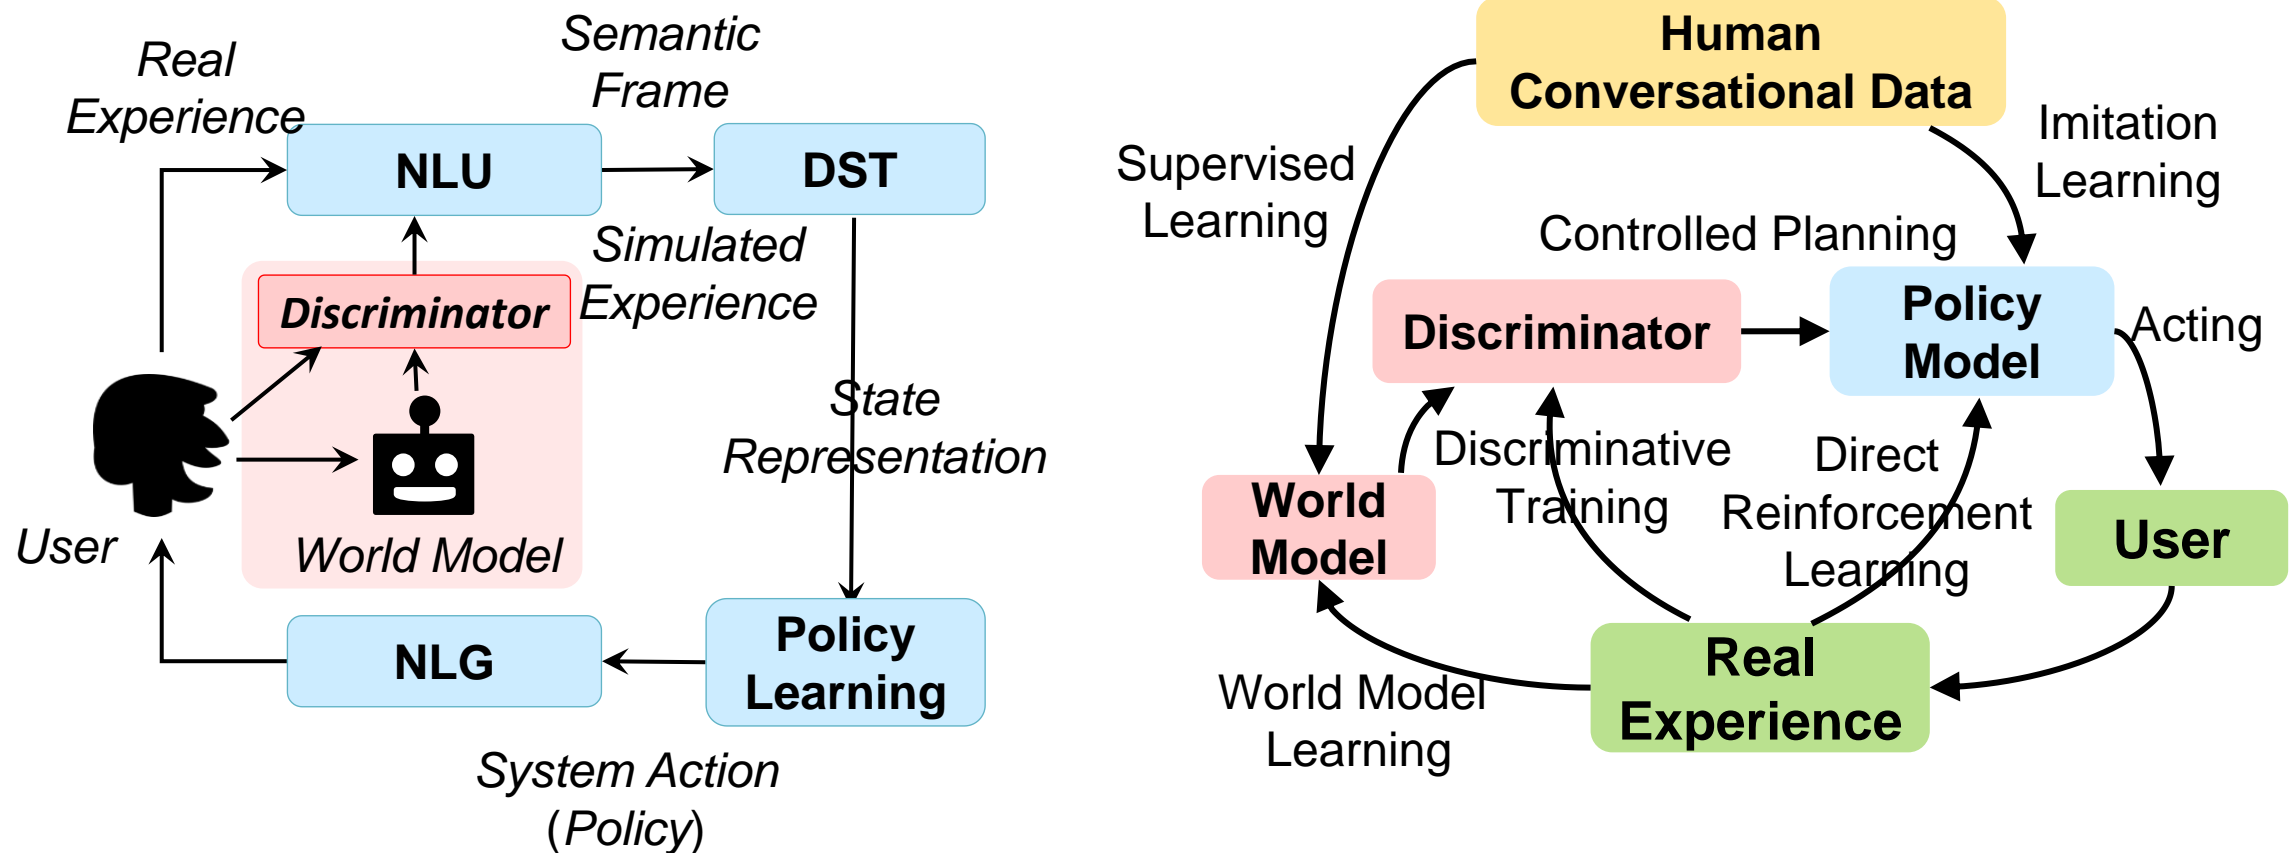 Real
Experience
Semantic
Frame
NLU
DST
Simulated
Experience
Discriminator
State
Representation
User
World Model
NLG
Policy
Learning
System Action
(Policy)
Human
Conversational Data
Supervised
Learning
Imitation
Learning
Controlled Planning
Discriminator
Policy
Model
Acting
Discriminative
Training
Direct
Reinforcement
Learning
World
Model
User
World Model
Learning
Real
Experience